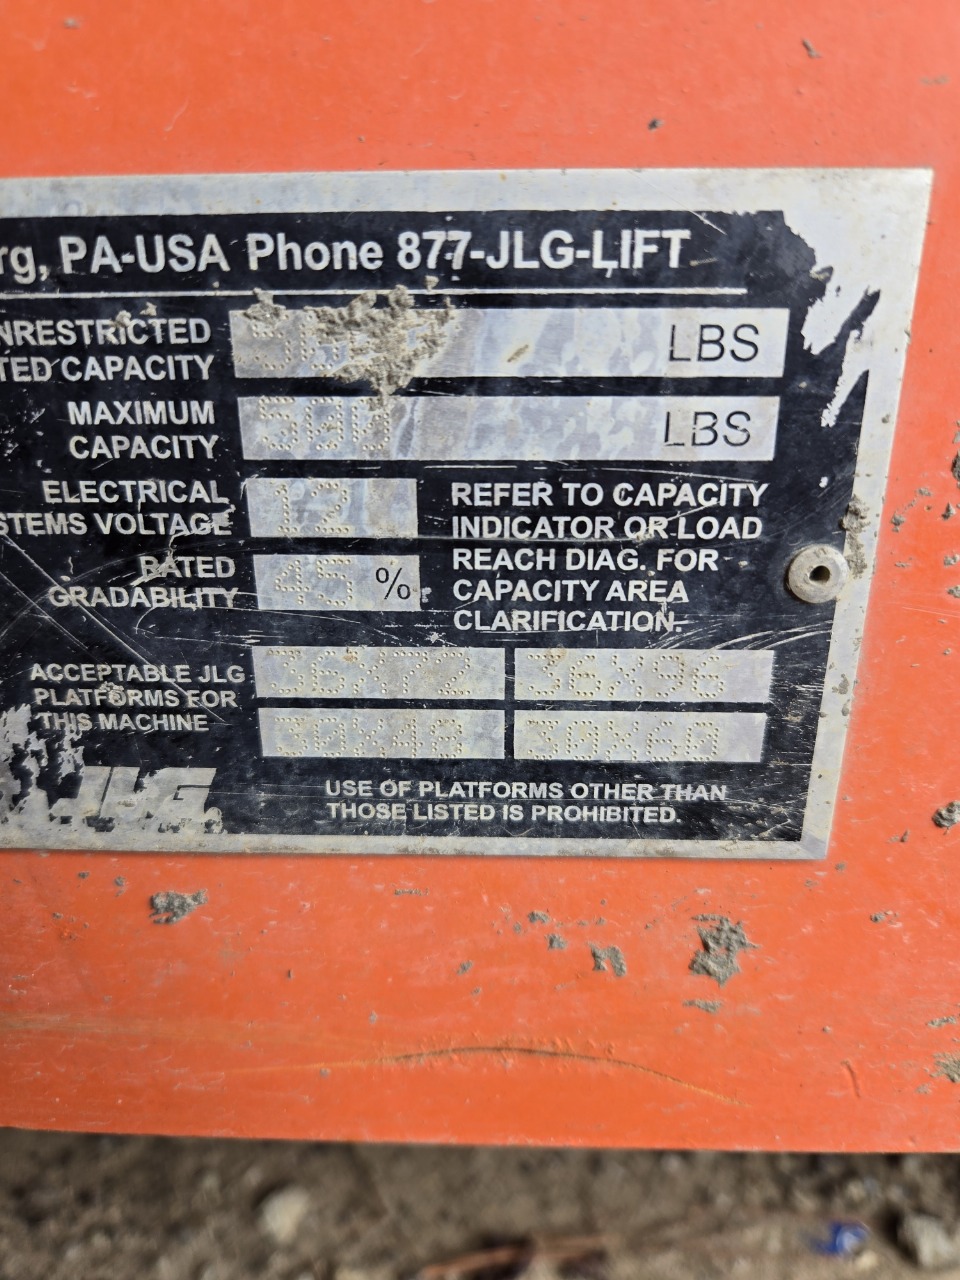 rg, PA-USA Phone 877-JLG-LIFT
NRESTRICTED
TED CAPACITY LBS
MAXIMUM
CAPACITY 500 LBS
ELECTRICAL
STEMS VOLTAGE 12
RATED
GRADABILITY 45 %
REFER TO CAPACITY
INDICATOR OR LOAD
REACH DIAG. FOR
CAPACITY AREA
CLARIFICATION.
ACCEPTABLE JLG
PLATFORMS FOR
THIS MACHINE
36X72 36X96
30X48 30X60
JLG
USE OF PLATFORMS OTHER THAN
THOSE LISTED IS PROHIBITED.